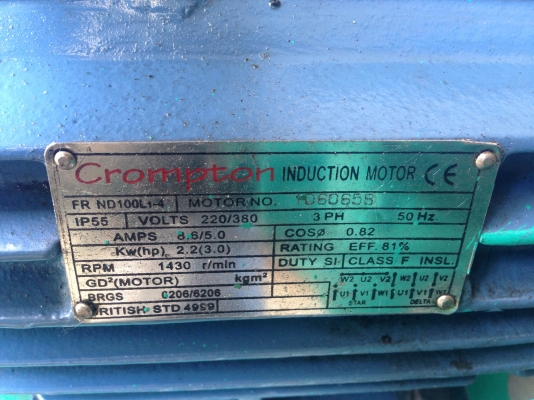 Crompton INDUCTION MOTOR CE
FR ND100L1-4 MOTOR NO.
IP55 VOLTS 220/380 3 PH 50 Hz
AMPS 8.6/5.0 COSø 0.82
Kw(hp) 2.2(3.0) RATING EFF. 81%
RPM 1430 r/min DUTY SI CLASS F INSL.
GD²(MOTOR) kgm²
W2 U2 V2 W2 U2 V2
BRGS 6206/6206
U1 V1 W1 U1 V1 W1
STAR DELTA
BRITISH STD 4999